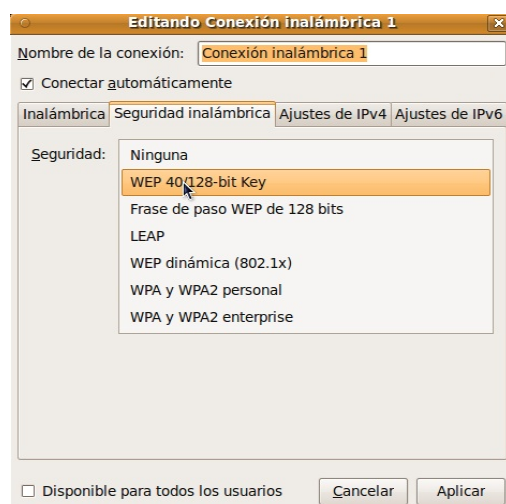 Editando Conexión inalámbrica 1
Nombre de la conexión: Conexión inalámbrica 1
Conectar automáticamente
Inalámbrica Seguridad inalámbrica Ajustes de IPv4 Ajustes de IPv6
Seguridad: Ninguna
WEP 40/128-bit Key
Frase de paso WEP de 128 bits
LEAP
WEP dinámica (802.1x)
WPA y WPA2 personal
WPA y WPA2 enterprise
Disponible para todos los usuarios Cancelar Aplicar